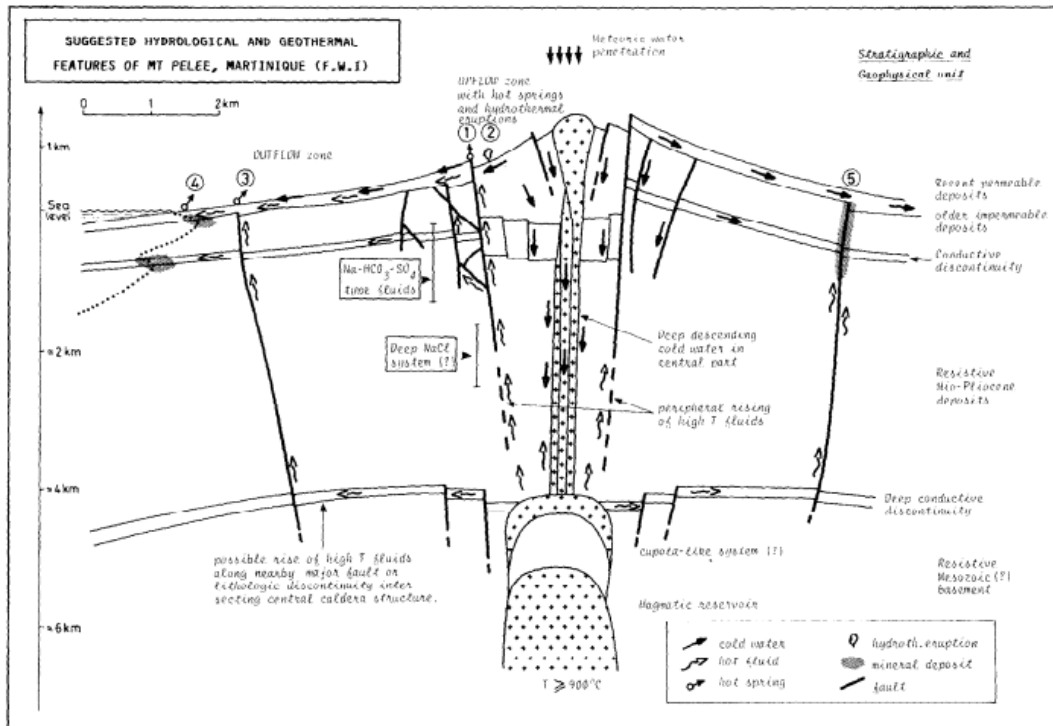 SUGGESTED HYDROLOGICAL AND GEOTHERMAL
FEATURES OF MT PELEE, MARTINIQUE (F.W.I)
0 1 2km
Meteoric water
penetration
Stratigraphic and
Geophysical unit
UPFLOW zone
with hot springs
and hydrothermal
eruptions
1km
1 2
OUTFLOW zone
4
3
5
Sea
level
Recent permeable
deposits
older impermeable
deposits
Conductive
discontinuity
Na-HCO3-SO4
type fluids
Deep NaCl
system (?)
≈2km
Deep descending
cold water in
central part
Resistive
Mio-Pliocene
deposits
peripheral rising
of high T fluids
≈4km
Deep conductive
discontinuity
possible rise of high T fluids
along nearby major fault or
lithologic discontinuity inter
secting central caldera structure.
cupola-like system (?)
Resistive
Mesozoic(?)
basement
Magmatic reservoir
≈6km
T ⩾ 900°C
cold water
hot fluid
hot spring
hydroth.eruption
mineral deposit
fault